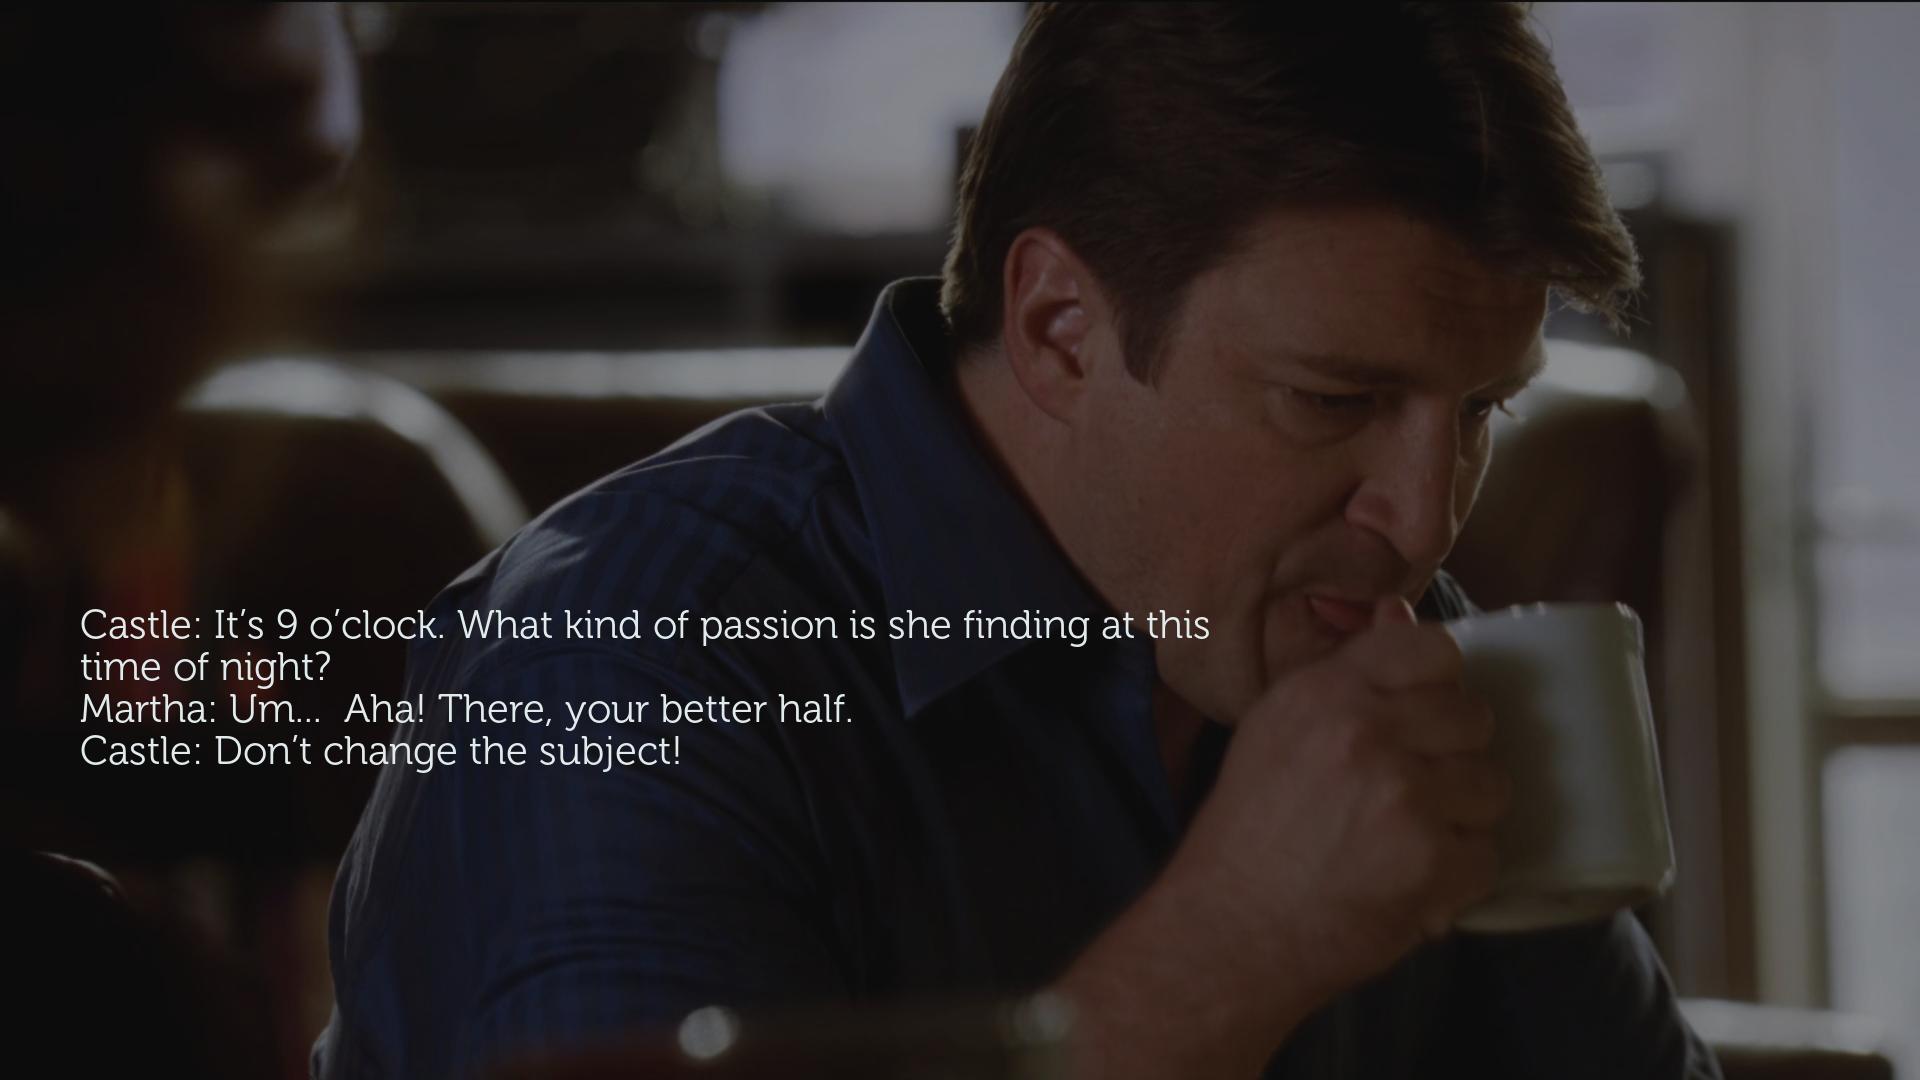 Castle: It’s 9 o’clock. What kind of passion is she finding at this
time of night?
Martha: Um...  Aha! There, your better half.
Castle: Don’t change the subject!